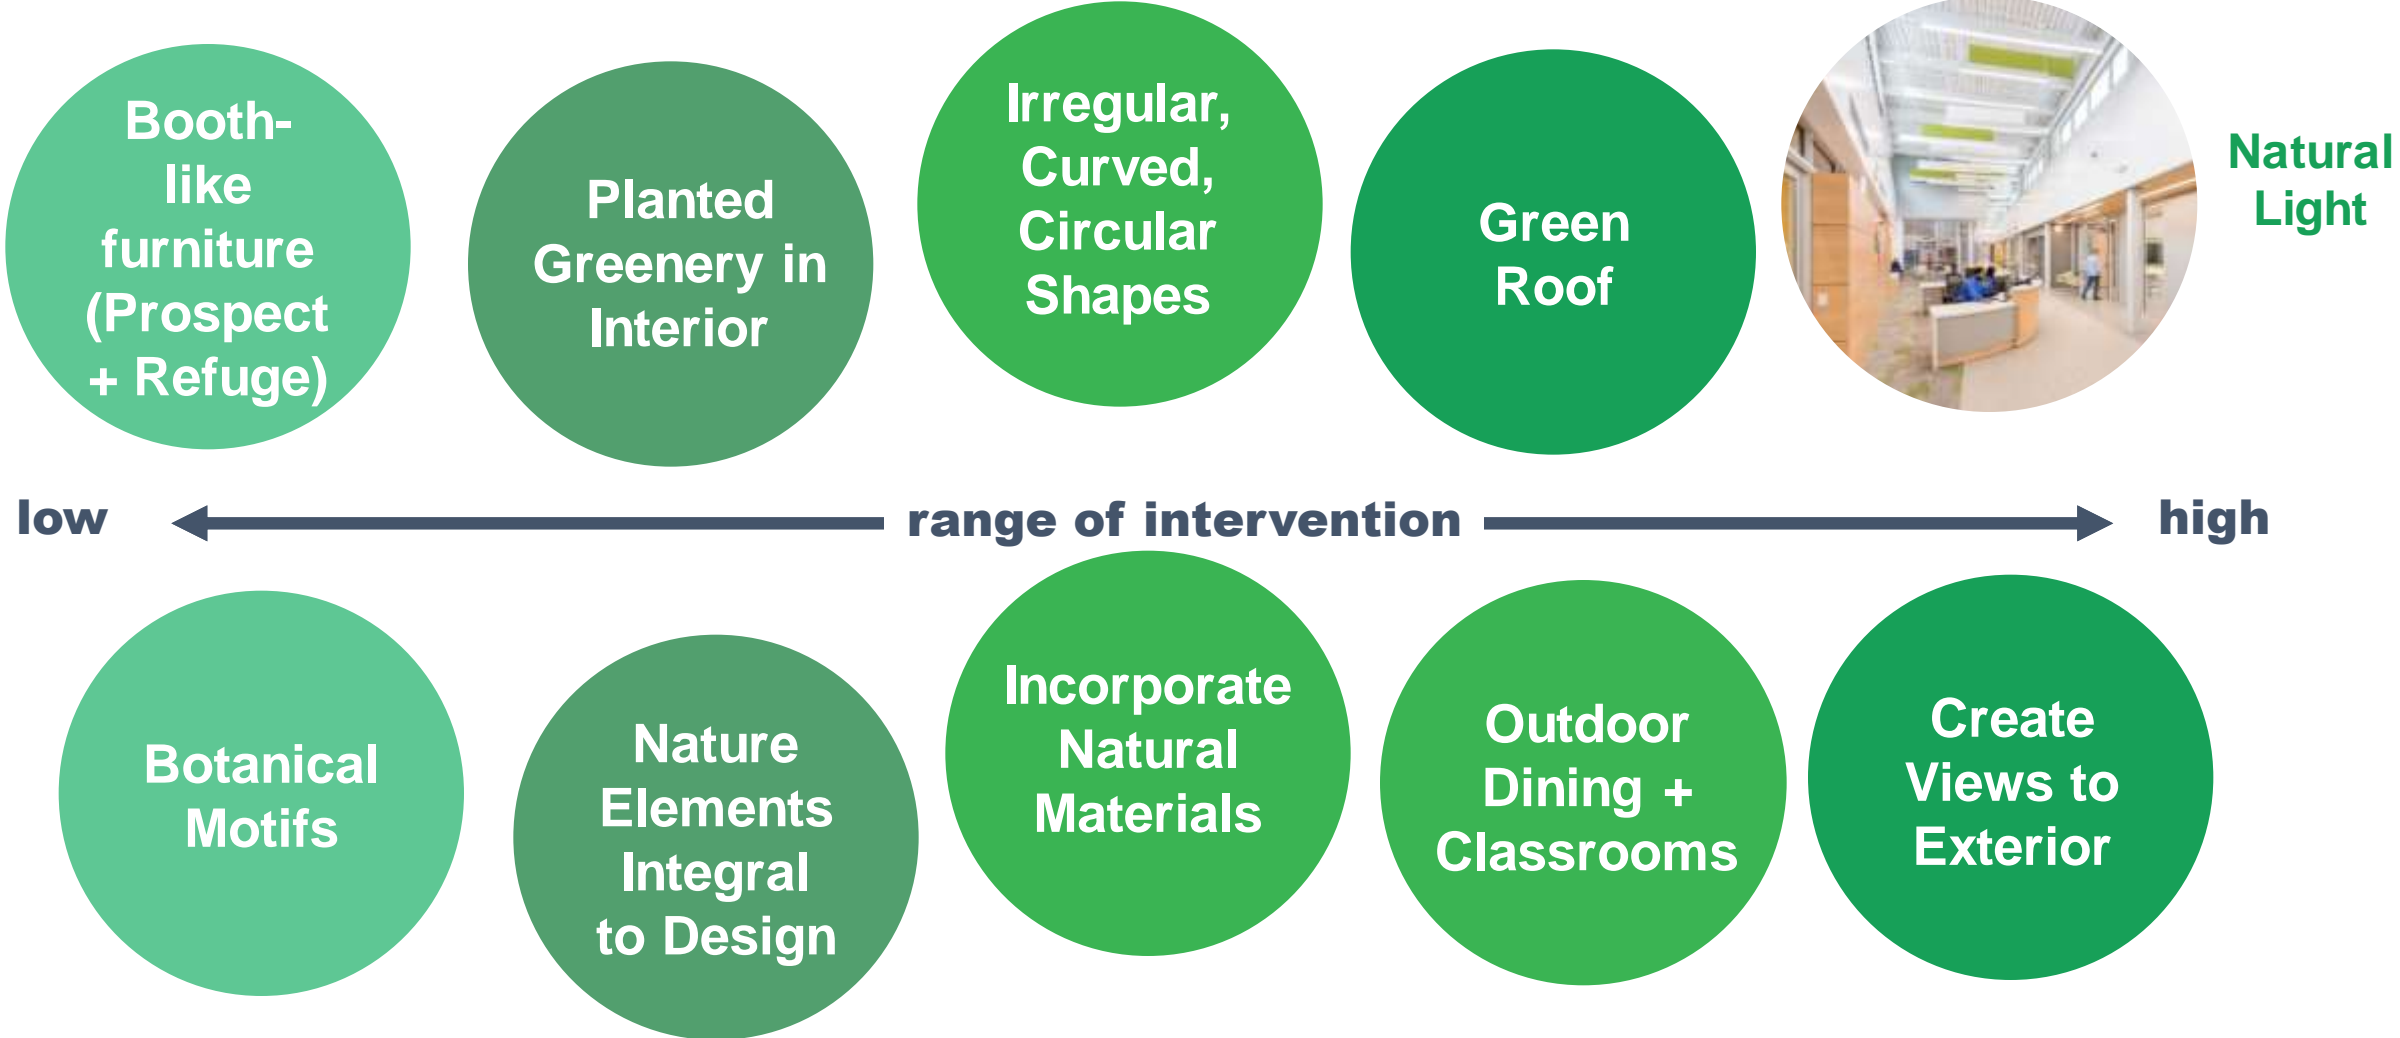 Booth-
like
furniture
(Prospect
+ Refuge)
Planted
Greenery in
Interior
Irregular,
Curved,
Circular
Shapes
Green
Roof
Natural
Light
low
range of intervention
high
Botanical
Motifs
Nature
Elements
Integral
to Design
Incorporate
Natural
Materials
Outdoor
Dining +
Classrooms
Create
Views to
Exterior